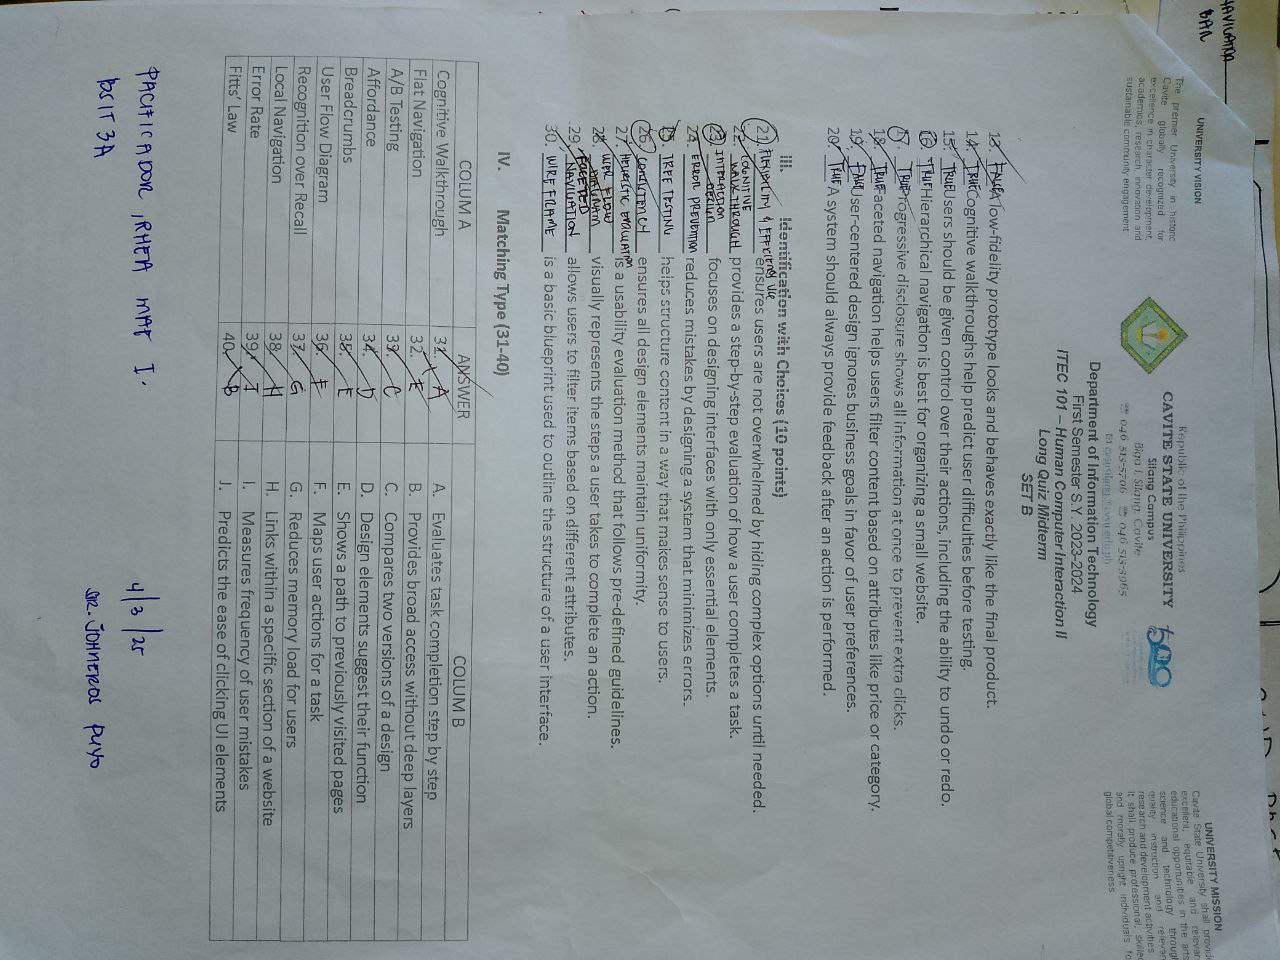 NAVIGATION
BAR
UNIVERSITY VISION
The premier University in historic
Cavite globally recognized for
excellence in character development,
academics, research, innovation and
sustainable community engagement
Republic of the Philippines
CAVITE STATE UNIVERSITY
Silang Campus
Biga I, Silang, Cavite
☎ 046 513-5706 ☎ 046 513-3965
✉ cvsusilang@cvsu.edu.ph
UNIVERSITY MISSION
Cavite State University shall provide
excellent, equitable and relevan
educational opportunities in the arts,
science and technology through
quality instruction and relevan
research and development activities
It shall produce professional, skilled
and morally upright individuals fo
global competitiveness
Department of Information Technology
First Semester S.Y. 2023-2024
ITEC 101 – Human Computer Interaction II
Long Quiz Midterm
SET B
13. FALSE A low-fidelity prototype looks and behaves exactly like the final product.
14. TRUE Cognitive walkthroughs help predict user difficulties before testing.
15. TRUE Users should be given control over their actions, including the ability to undo or redo.
16. TRUE Hierarchical navigation is best for organizing a small website.
17. TRUE Progressive disclosure shows all information at once to prevent extra clicks.
18. TRUE Faceted navigation helps users filter content based on attributes like price or category.
19. FALSE User-centered design ignores business goals in favor of user preferences.
20. TRUE A system should always provide feedback after an action is performed.
III. Identification with Choices (10 points)
21. FLEXIBILITY & EFFICIENCY USE ensures users are not overwhelmed by hiding complex options until needed.
22. COGNITIVE WALKTHROUGH provides a step-by-step evaluation of how a user completes a task.
23. INTERACTION DESIGN focuses on designing interfaces with only essential elements.
24. ERROR PREVENTION reduces mistakes by designing a system that minimizes errors.
25. TREE TESTING helps structure content in a way that makes sense to users.
26. CONSISTENCY ensures all design elements maintain uniformity.
27. HEURISTIC EVALUATION is a usability evaluation method that follows pre-defined guidelines.
28. USER FLOW DIAGRAM visually represents the steps a user takes to complete an action.
29. FACETED NAVIGATION allows users to filter items based on different attributes.
30. WIREFRAME is a basic blueprint used to outline the structure of a user interface.
IV. Matching Type (31-40)
COLUM A ANSWER COLUM B
Cognitive Walkthrough 31. A A. Evaluates task completion step by step
Flat Navigation 32. E B. Provides broad access without deep layers
A/B Testing 33. C C. Compares two versions of a design
Affordance 34. D D. Design elements suggest their function
Breadcrumbs 35. E E. Shows a path to previously visited pages
User Flow Diagram 36. F F. Maps user actions for a task
Recognition over Recall 37. G G. Reduces memory load for users
Local Navigation 38. H H. Links within a specific section of a website
Error Rate 39. I I. Measures frequency of user mistakes
Fitts' Law 40. B J. Predicts the ease of clicking UI elements
PACIFICADOR, RHEA MAE I.
BSIT 3A
4/3/25
SIR. JOHNEROS PUYO